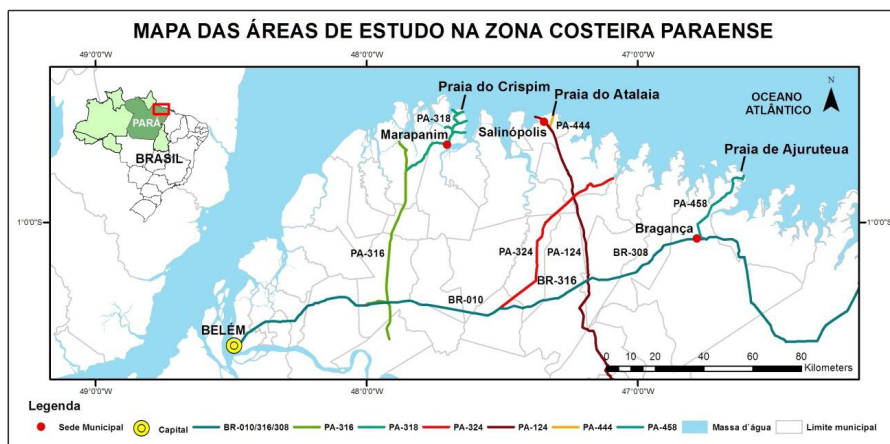 MAPA DAS ÁREAS DE ESTUDO NA ZONA COSTEIRA PARAENSE
49°0'0"W
48°0'0"W
47°0'0"W
Praia do Crispim
Praia do Atalaia
N
OCEANO
ATLÂNTICO
PA-318
PA-444
Marapanim
Salinópolis
PARÁ
BRASIL
Praia de Ajuruteua
PA-458
1°0'0"S
1°0'0"S
Bragança
PA-316
PA-324
PA-124
BR-308
BR-316
BR-010
BELÉM
0 10 20 40 60 80
Kilometers
49°0'0"W
48°0'0"W
47°0'0"W
Legenda
Sede Municipal
Capital
BR-010/316/308
PA-316
PA-318
PA-324
PA-124
PA-444
PA-458
Massa d´água
Limite municipal